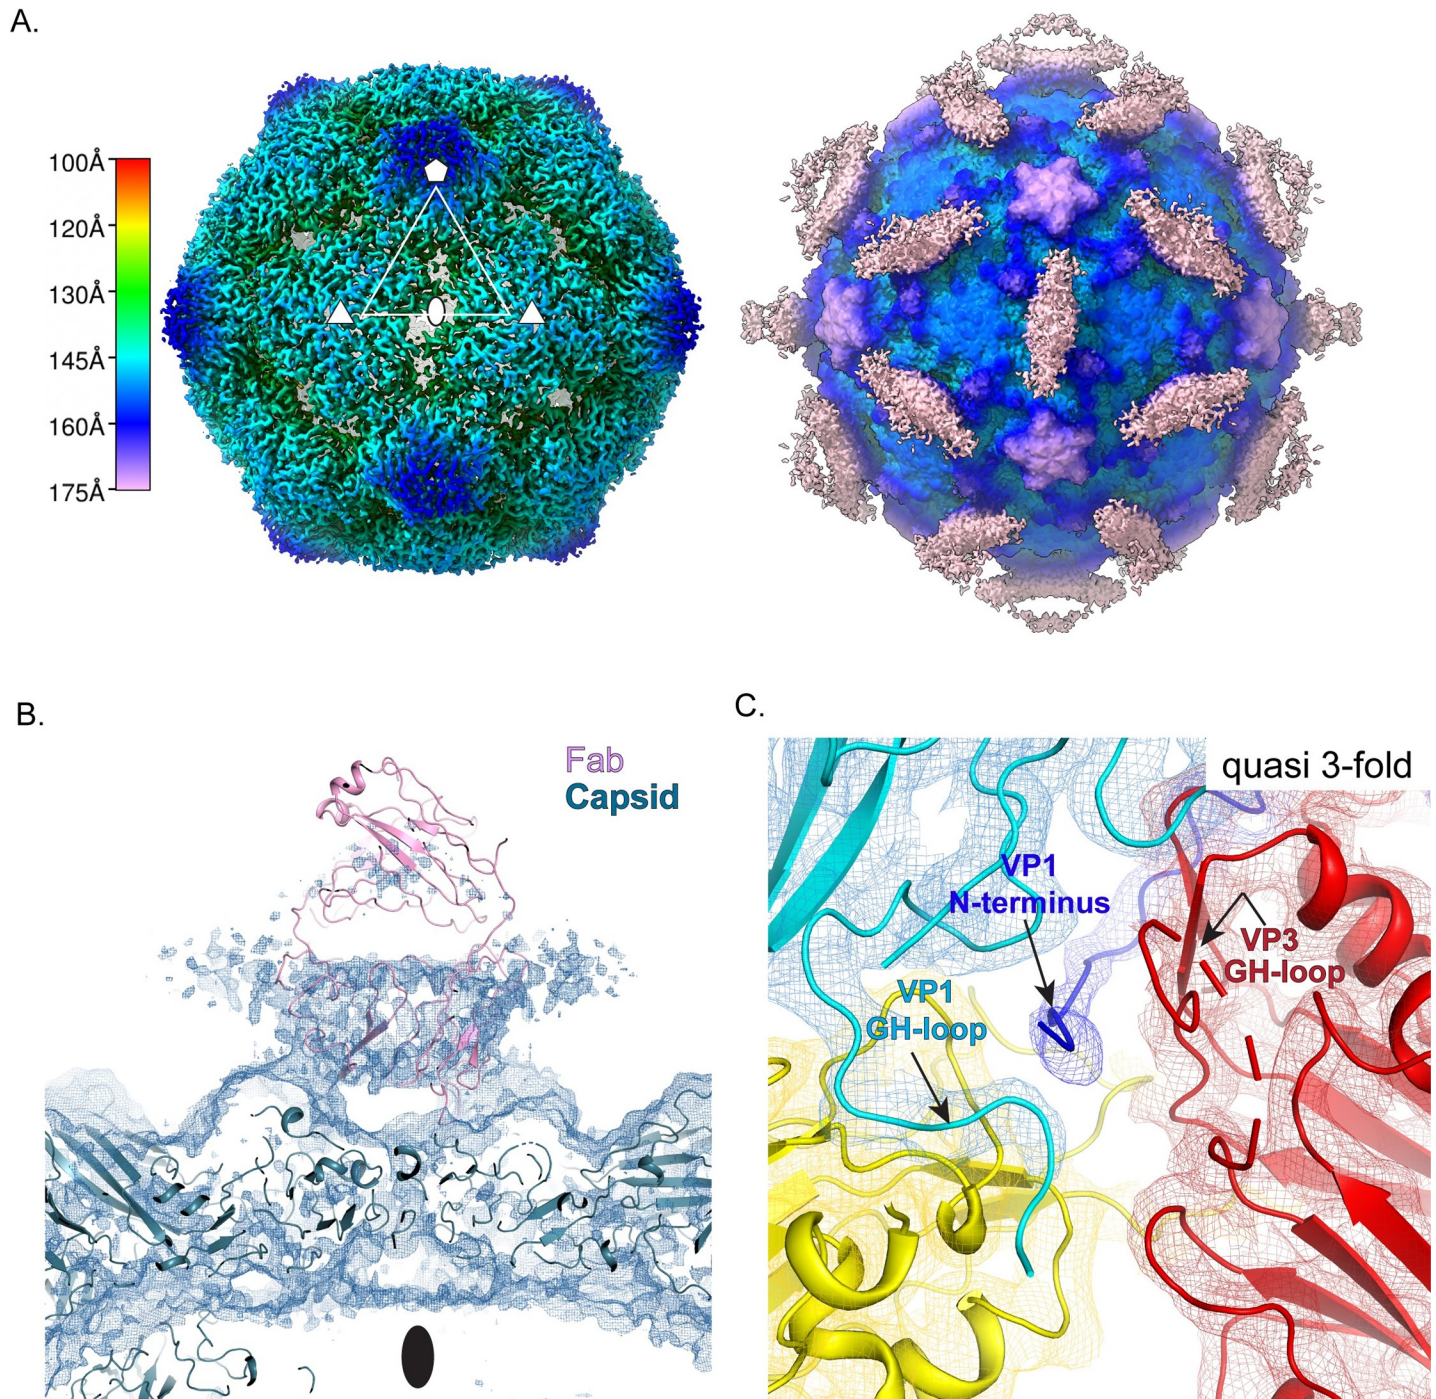 A.
100Å
120Å
130Å
145Å
160Å
175Å
B.
Fab
Capsid
C.
quasi 3-fold
VP1
N-terminus
VP3
GH-loop
VP1
GH-loop